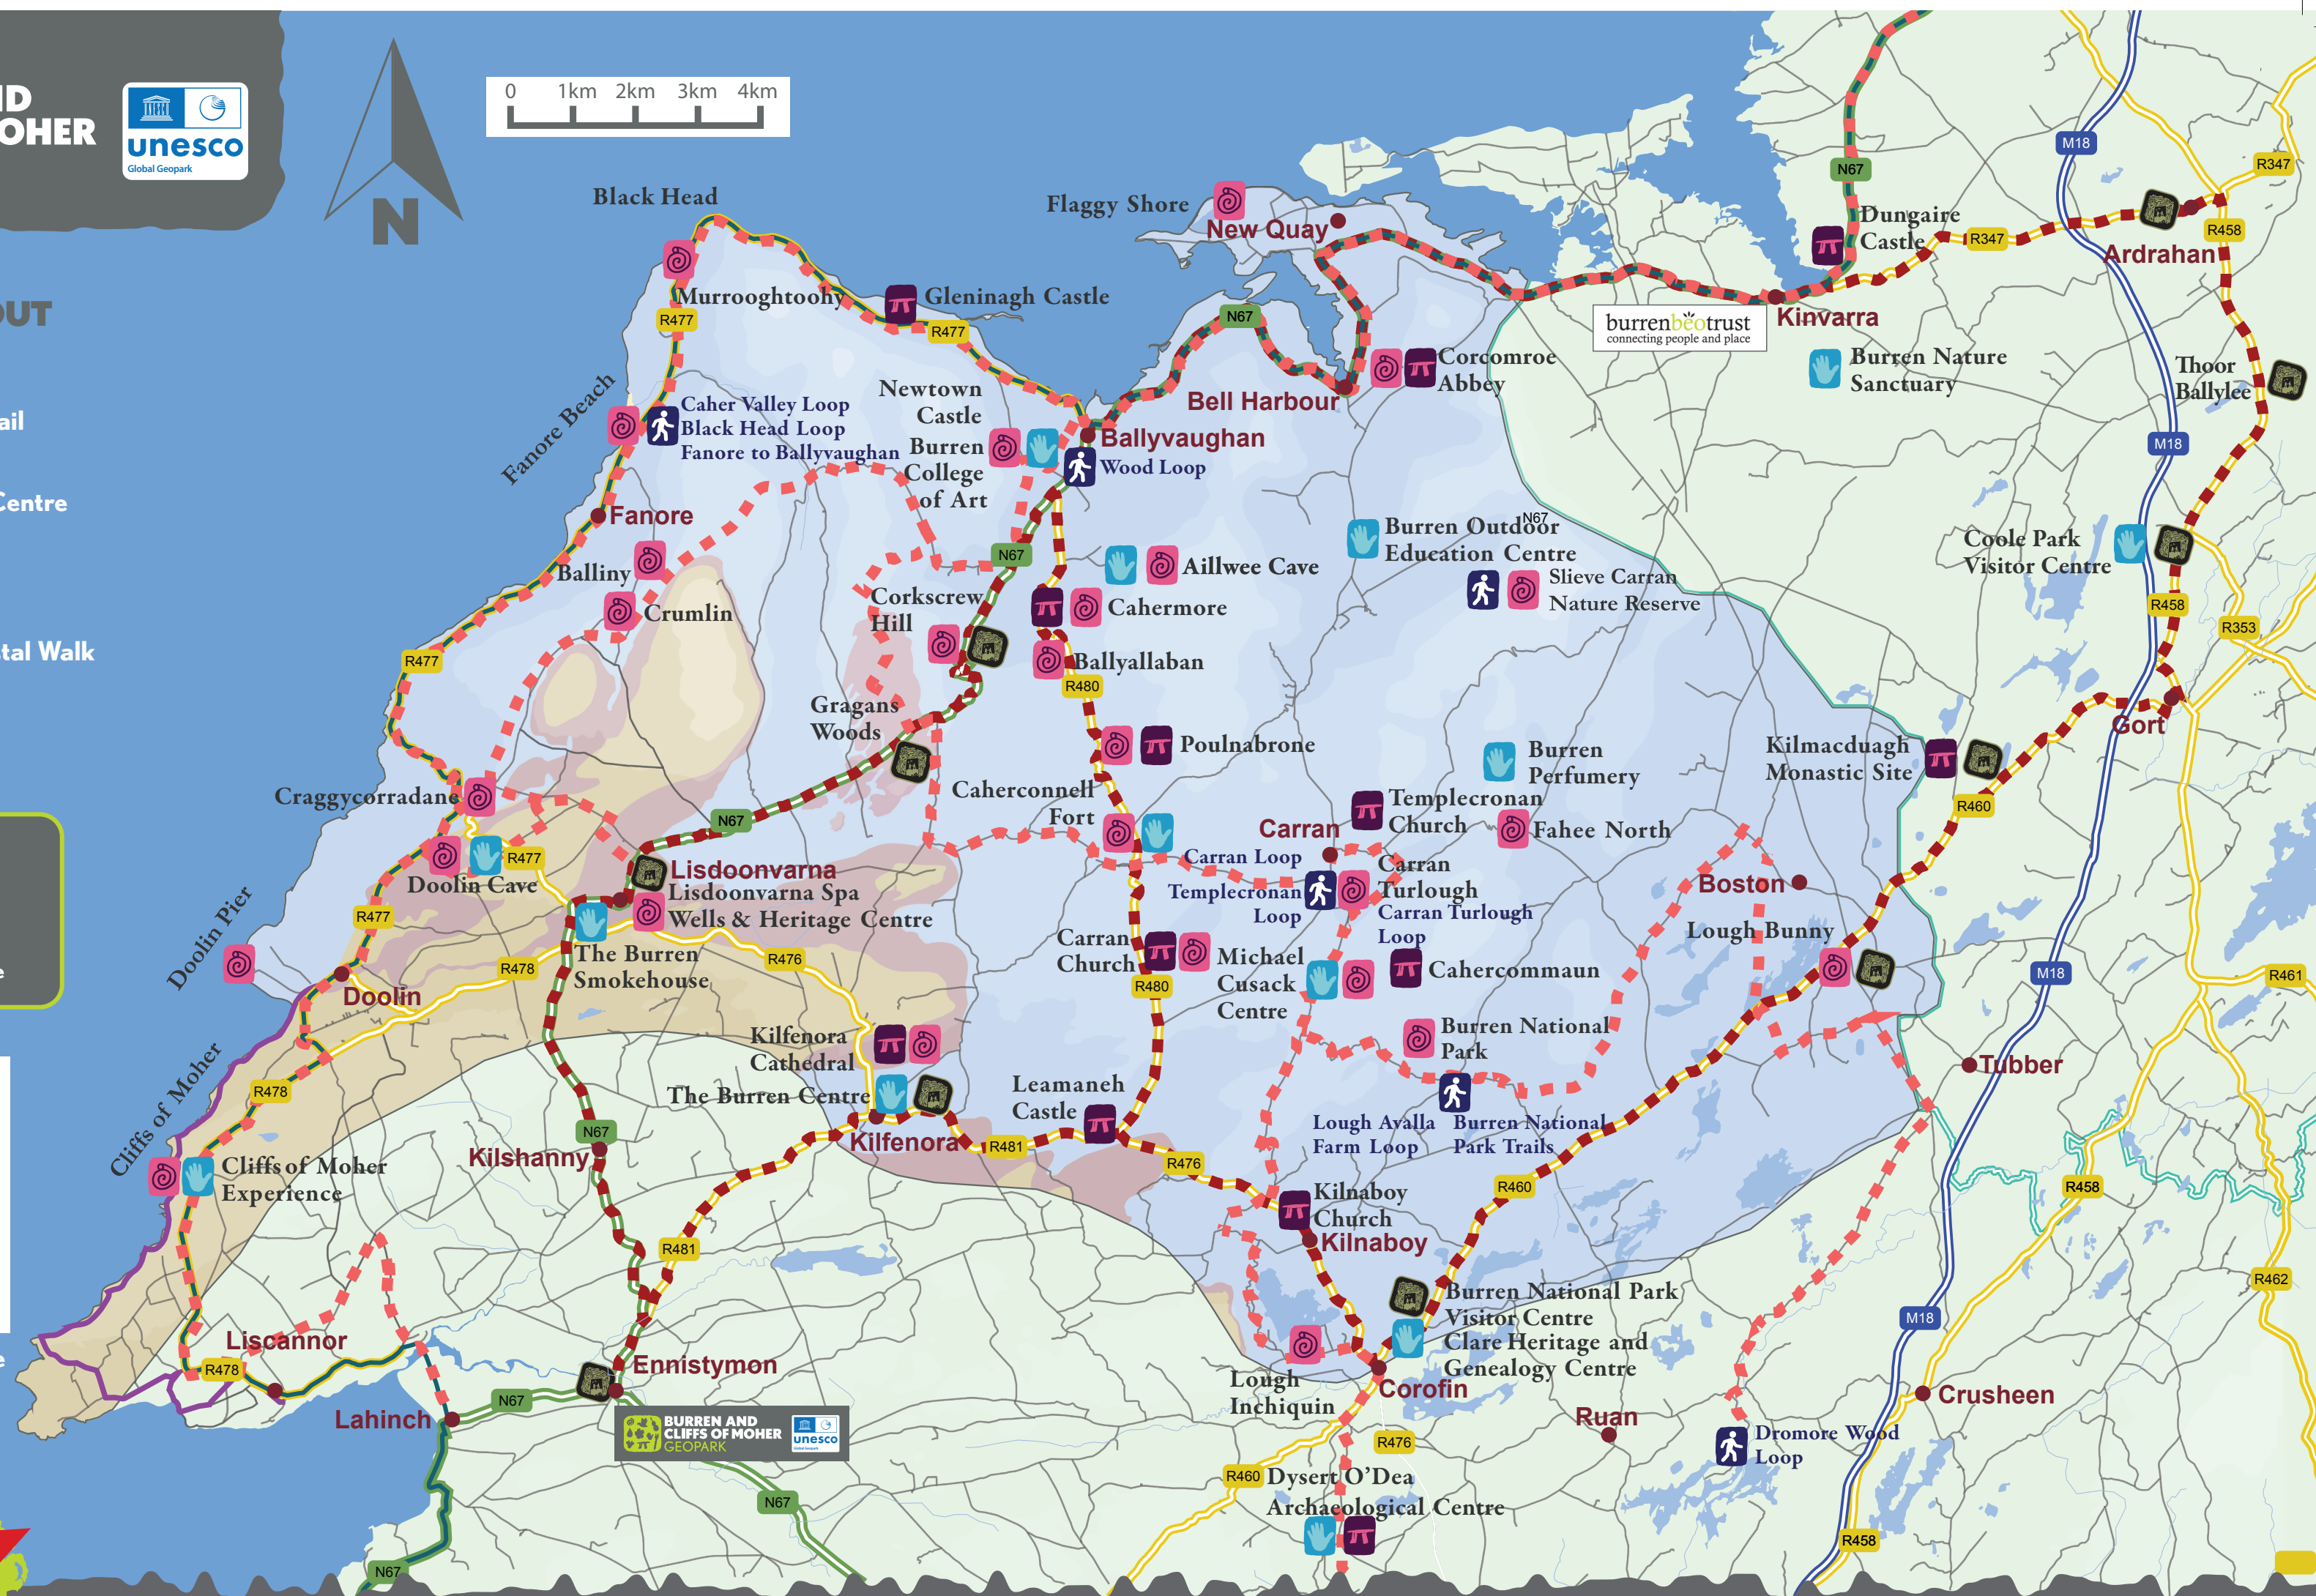 ND
MOHER
unesco
Global Geopark
N
0 1km 2km 3km 4km
OUT
ail
Centre
stal Walk
e
e
Black Head
Murrooghtoohy
R477
Gleninagh Castle
R477
Flaggy Shore
New Quay
N67
Bell Harbour
Corcomroe
Abbey
burrenbeotrust
connecting people and place
Kinvarra
N67
Dungaire
Castle
R347
M18
R347
Ardrahan
R458
Burren Nature
Sanctuary
Thoor
Ballylee
M18
Fanore Beach
Caher Valley Loop
Black Head Loop
Fanore to Ballyvaughan
Newtown
Castle
Burren
College
of Art
Ballyvaughan
Wood Loop
Fanore
Balliny
Crumlin
N67
Aillwee Cave
Burren Outdoor
Education Centre
N67
Slieve Carran
Nature Reserve
Coole Park
Visitor Centre
R458
R353
Corkscrew
Hill
Cahermore
Ballyallaban
R480
R477
Gragans
Woods
Poulnabrone
Burren
Perfumery
Kilmacduagh
Monastic Site
Gort
R460
Craggycorradane
N67
Caherconnell
Fort
Templecronan
Church
Carran
Fahee North
Carran Loop
Templecronan
Loop
Carran
Turlough
Carran Turlough
Loop
Boston
Lough Bunny
R477
Doolin Cave
Lisdoonvarna
Lisdoonvarna Spa
Wells & Heritage Centre
R477
Doolin Pier
Doolin
R478
The Burren
Smokehouse
R476
Carran
Church
R480
Michael
Cusack
Centre
Cahercommaun
M18
R461
Kilfenora
Cathedral
Burren National
Park
Tubber
Cliffs of Moher
R478
The Burren Centre
Leamaneh
Castle
Lough Avalla
Farm Loop
Burren National
Park Trails
N67
Kilshanny
Kilfenora
R481
R476
R460
R458
Cliffs of Moher
Experience
Kilnaboy
Church
Kilnaboy
R481
R462
Burren National Park
Visitor Centre
Clare Heritage and
Genealogy Centre
M18
Liscannor
R478
Ennistymon
Lough
Inchiquin
Corofin
Crusheen
N67
Lahinch
BURREN AND
CLIFFS OF MOHER
GEOPARK
unesco
Ruan
R476
Dromore Wood
Loop
R460
Dysert O'Dea
Archaeological Centre
N67
R458
N67